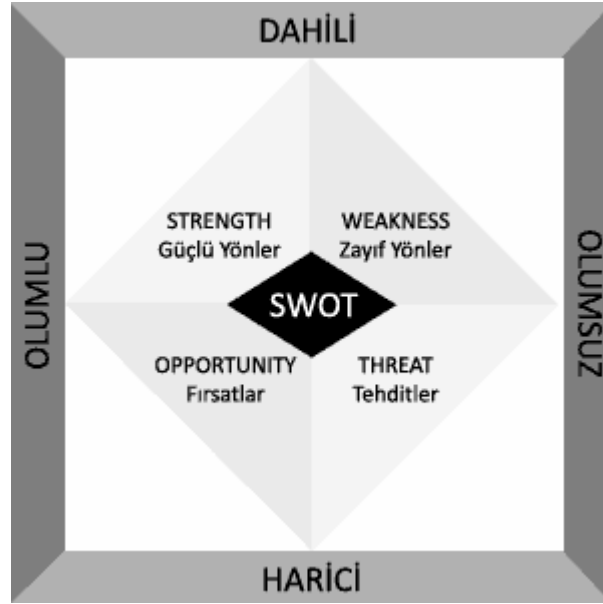 DAHİLİ
STRENGTH
Güçlü Yönler
WEAKNESS
Zayıf Yönler
OLUMLU
SWOT
OLUMSUZ
OPPORTUNITY
Fırsatlar
THREAT
Tehditler
HARİCİ